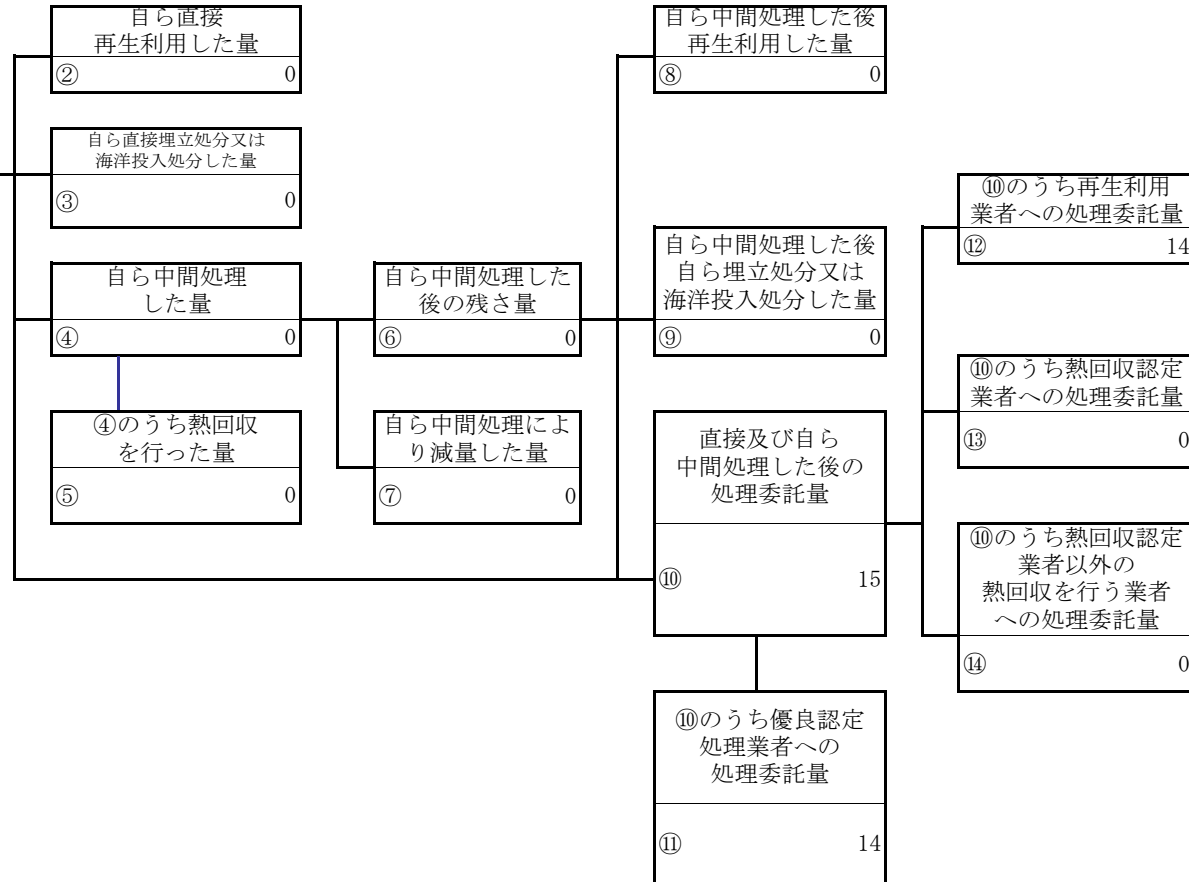 自ら直接
再生利用した量
② 0
自ら直接埋立処分又は
海洋投入処分した量
③ 0
自ら中間処理
した量
④ 0
④のうち熱回収
を行った量
⑤ 0
自ら中間処理した
後の残さ量
⑥ 0
自ら中間処理によ
り減量した量
⑦ 0
自ら中間処理した後
再生利用した量
⑧ 0
自ら中間処理した後
自ら埋立処分又は
海洋投入処分した量
⑨ 0
直接及び自ら
中間処理した後の
処理委託量
⑩ 15
⑩のうち優良認定
処理業者への
処理委託量
⑪ 14
⑩のうち再生利用
業者への処理委託量
⑫ 14
⑩のうち熱回収認定
業者への処理委託量
⑬ 0
⑩のうち熱回収認定
業者以外の
熱回収を行う業者
への処理委託量
⑭ 0